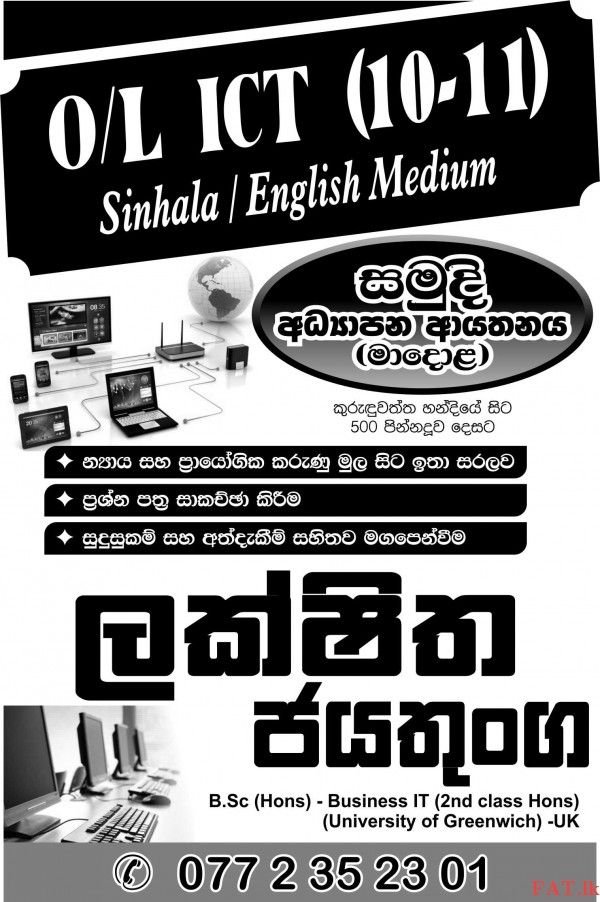 O/L ICT (10-11)
Sinhala / English Medium
සමුදි
අධ්‍යාපන ආයතනය
(මාදොළ)
කුරුඳුවත්ත හන්දියේ සිට
500 පින්නදූව දෙසට
න්‍යාය සහ ප්‍රායෝගික කරුණු මුල සිට ඉතා සරලව
ප්‍රශ්න පත්‍ර සාකච්ඡා කිරීම
සුදුසුකම් සහ අත්දැකීම් සහිතව මගපෙන්වීම
ලක්ෂිත
ජයතුංග
B.Sc (Hons) - Business IT (2nd class Hons)
(University of Greenwich) -UK
077 2 35 23 01
FAT.lk